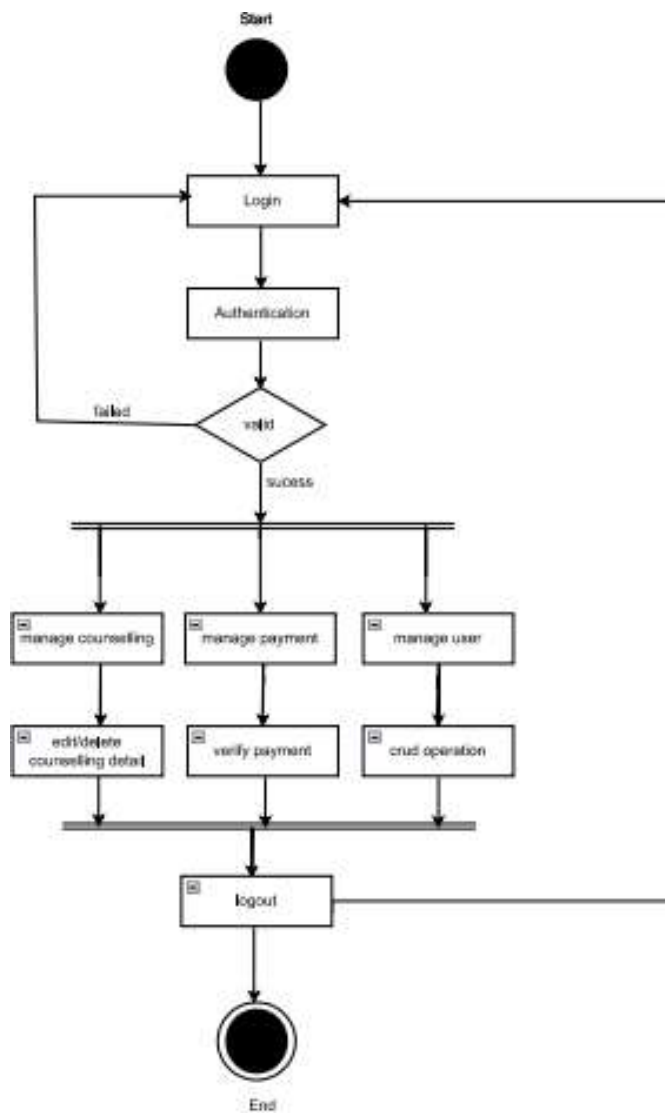 Start
Login
Authentication
valid
failed
sucess
manage counselling
manage payment
manage user
edit/delete
counselling detail
verify payment
crud operation
logout
End